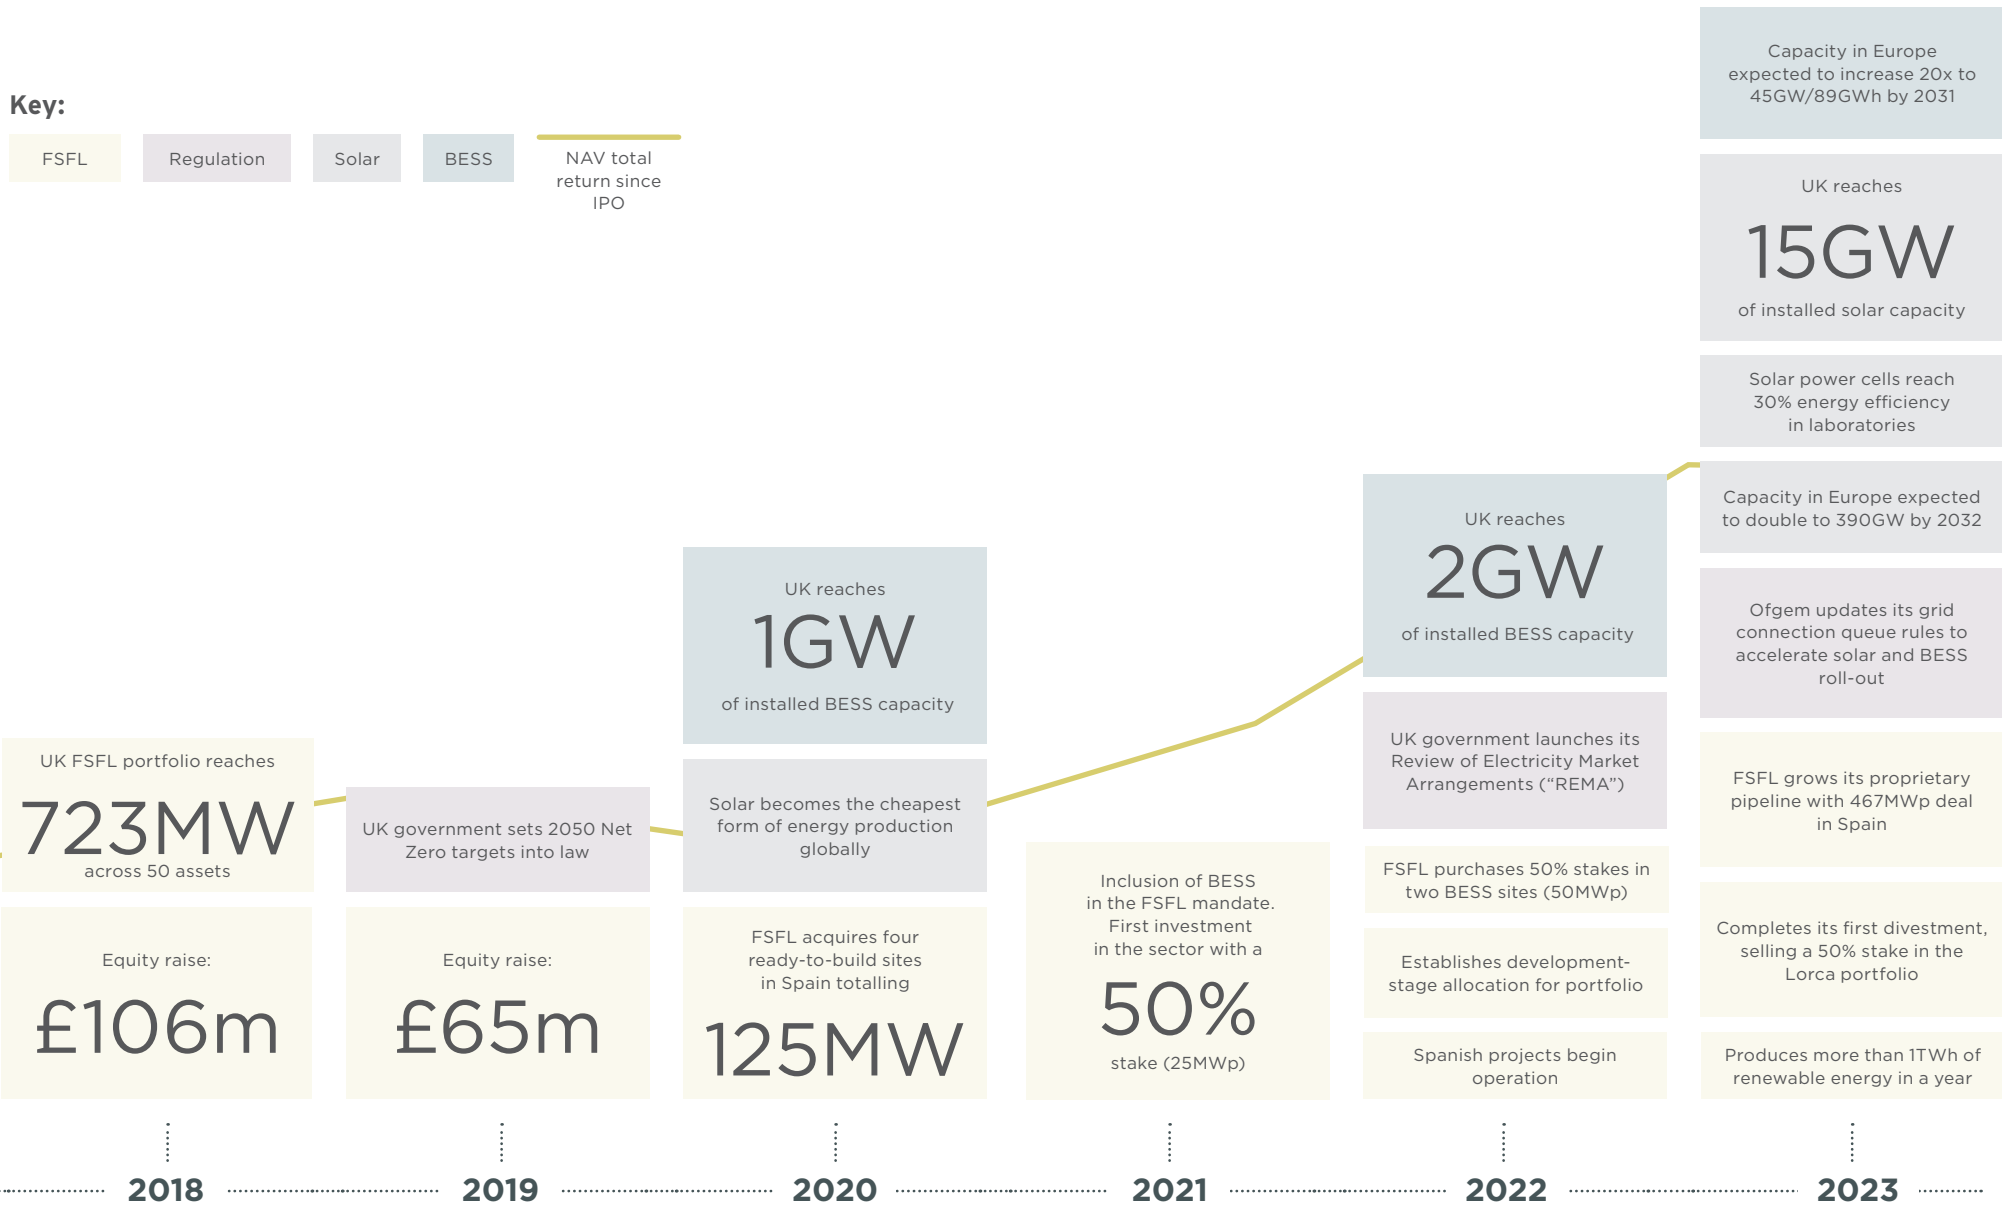 Key:
FSFL
Regulation
Solar
BESS
NAV total
return since
IPO
UK FSFL portfolio reaches
723MW
across 50 assets
Equity raise:
£106m
2018
UK government sets 2050 Net
Zero targets into law
Equity raise:
£65m
2019
UK reaches
1GW
of installed BESS capacity
Solar becomes the cheapest
form of energy production
globally
FSFL acquires four
ready-to-build sites
in Spain totalling
125MW
2020
Inclusion of BESS
in the FSFL mandate.
First investment
in the sector with a
50%
stake (25MWp)
2021
UK reaches
2GW
of installed BESS capacity
UK government launches its
Review of Electricity Market
Arrangements (“REMA”)
FSFL purchases 50% stakes in
two BESS sites (50MWp)
Establishes development-
stage allocation for portfolio
Spanish projects begin
operation
2022
Capacity in Europe
expected to increase 20x to
45GW/89GWh by 2031
UK reaches
15GW
of installed solar capacity
Solar power cells reach
30% energy efficiency
in laboratories
Capacity in Europe expected
to double to 390GW by 2032
Ofgem updates its grid
connection queue rules to
accelerate solar and BESS
roll-out
FSFL grows its proprietary
pipeline with 467MWp deal
in Spain
Completes its first divestment,
selling a 50% stake in the
Lorca portfolio
Produces more than 1TWh of
renewable energy in a year
2023